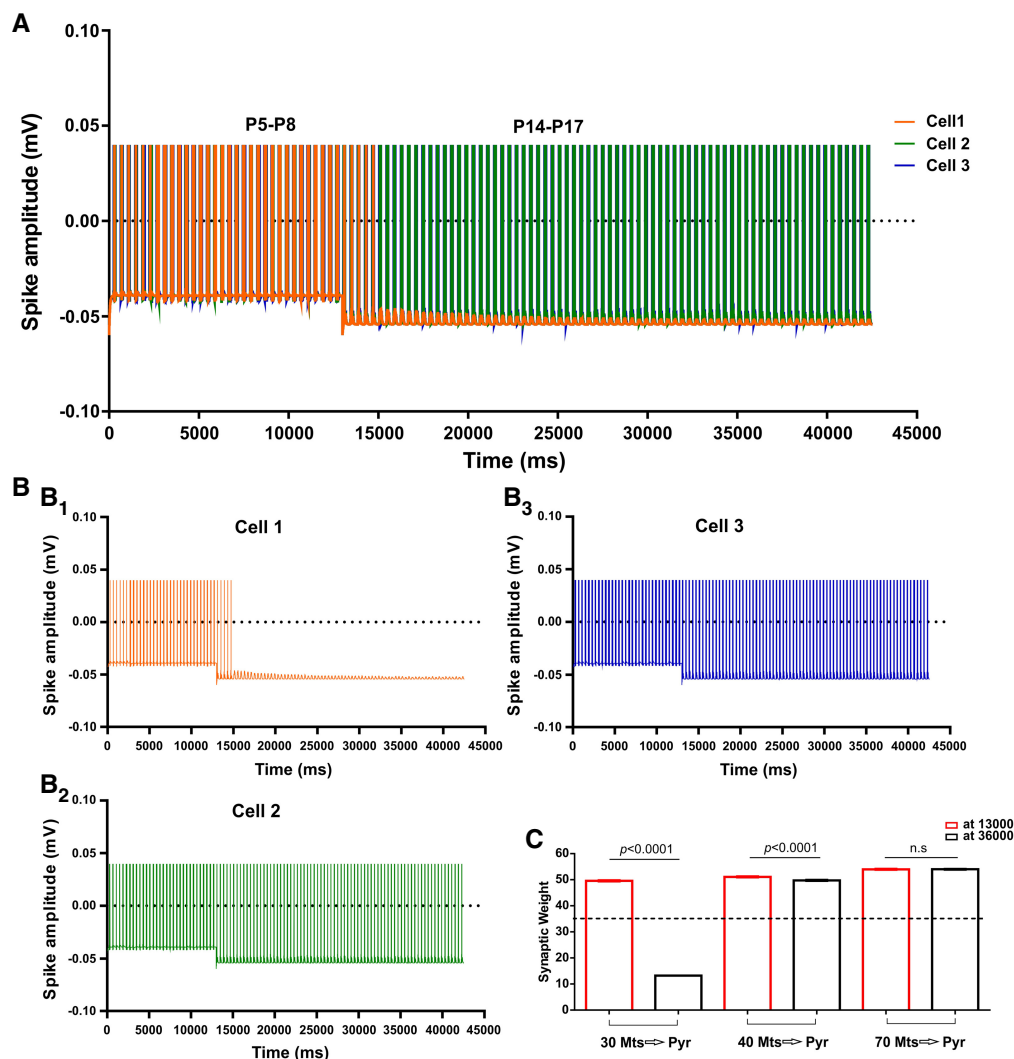 A
0.10
0.05
0.00
-0.05
-0.10
Spike amplitude (mV)
P5-P8
P14-P17
Cell1
Cell 2
Cell 3
0 5000 10000 15000 20000 25000 30000 35000 40000 45000
Time (ms)
B
B1
Cell 1
0.10
0.05
0.00
-0.05
-0.10
Spike amplitude (mV)
0 5000 10000 15000 20000 25000 30000 35000 40000 45000
Time (ms)
B3
Cell 3
0.10
0.05
0.00
-0.05
-0.10
Spike amplitude (mV)
0 5000 10000 15000 20000 25000 30000 35000 40000 45000
Time (ms)
B2
Cell 2
0.10
0.05
0.00
-0.05
-0.10
Spike amplitude (mV)
0 5000 10000 15000 20000 25000 30000 35000 40000 45000
Time (ms)
C
at 13000
at 36000
p<0.0001
p<0.0001
n.s
60
50
40
30
20
10
0
Synaptic Weight
30 Mts⇨ Pyr
40 Mts⇨ Pyr
70 Mts⇨ Pyr